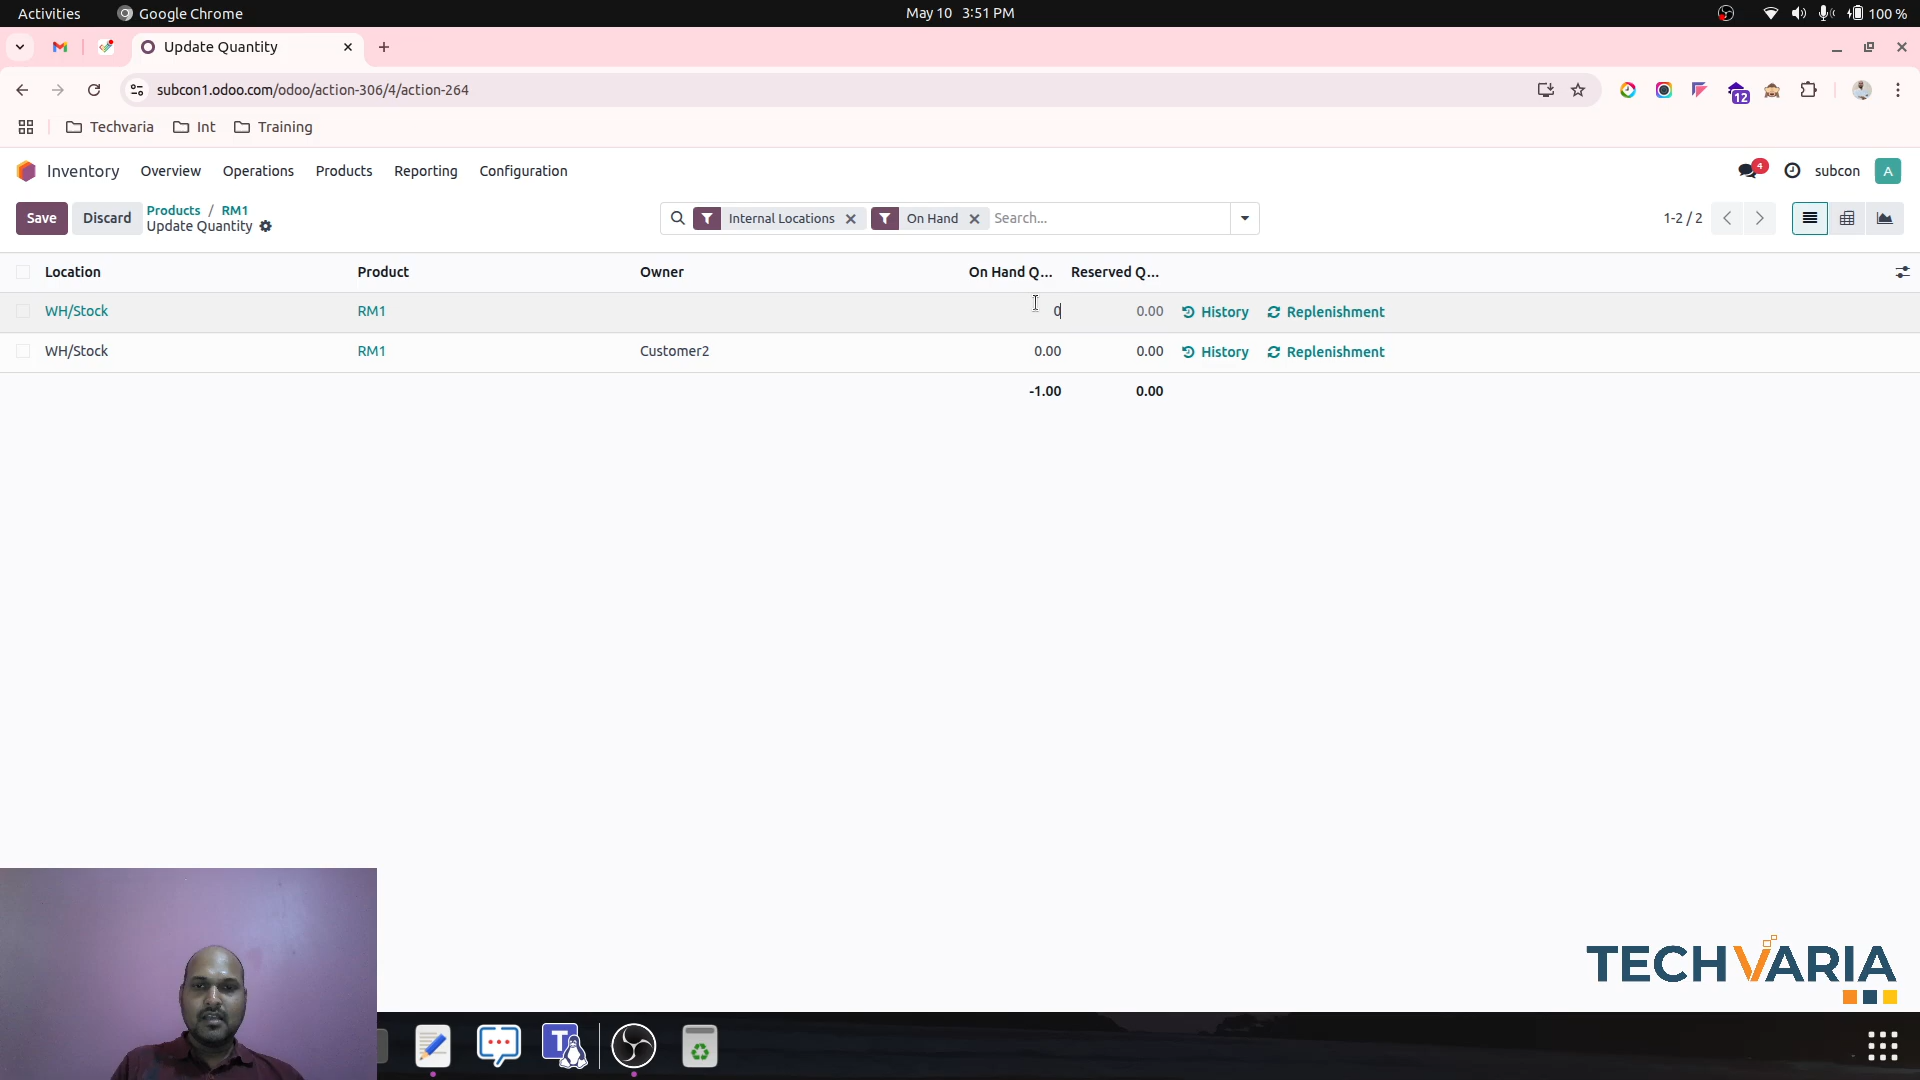 Activities Google Chrome May 10 3:51 PM 100 %
Update Quantity
subcon1.odoo.com/odoo/action-306/4/action-264 12
Techvaria Int Training
Inventory Overview Operations Products Reporting Configuration 4 subcon A
Save Discard Products / RM1 Internal Locations On Hand Search... 1-2 / 2
Update Quantity
Location Product Owner On Hand Q... Reserved Q...
WH/Stock RM1 0 0.00 History Replenishment
WH/Stock RM1 Customer2 0.00 0.00 History Replenishment
-1.00 0.00
TECHVARIA
T